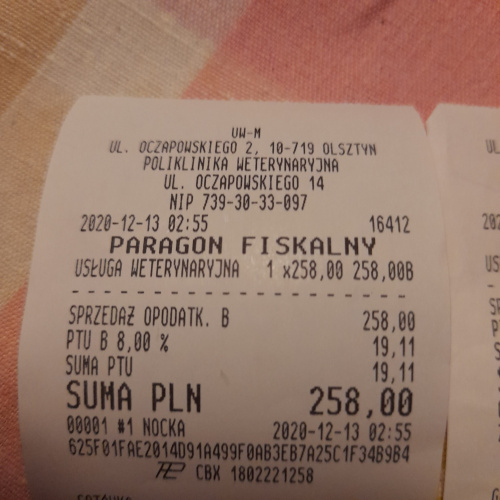 UW-M
UL. OCZAPOWSKIEGO 2, 10-719 OLSZTYN
POLIKLINIKA WETERYNARYJNA
UL. OCZAPOWSKIEGO 14
NIP 739-30-33-097
2020-12-13 02:55 16412
PARAGON FISKALNY
USŁUGA WETERYNARYJNA 1 x258,00 258,00B
SPRZEDAŻ OPODATK. B 258,00
PTU B 8,00 % 19,11
SUMA PTU 19,11
SUMA PLN 258,00
00001 #1 NOCKA 2020-12-13 02:55
625F01FAE2014D91A499F0AB3EB7A25C1F34B9B4
CBX 1802221258